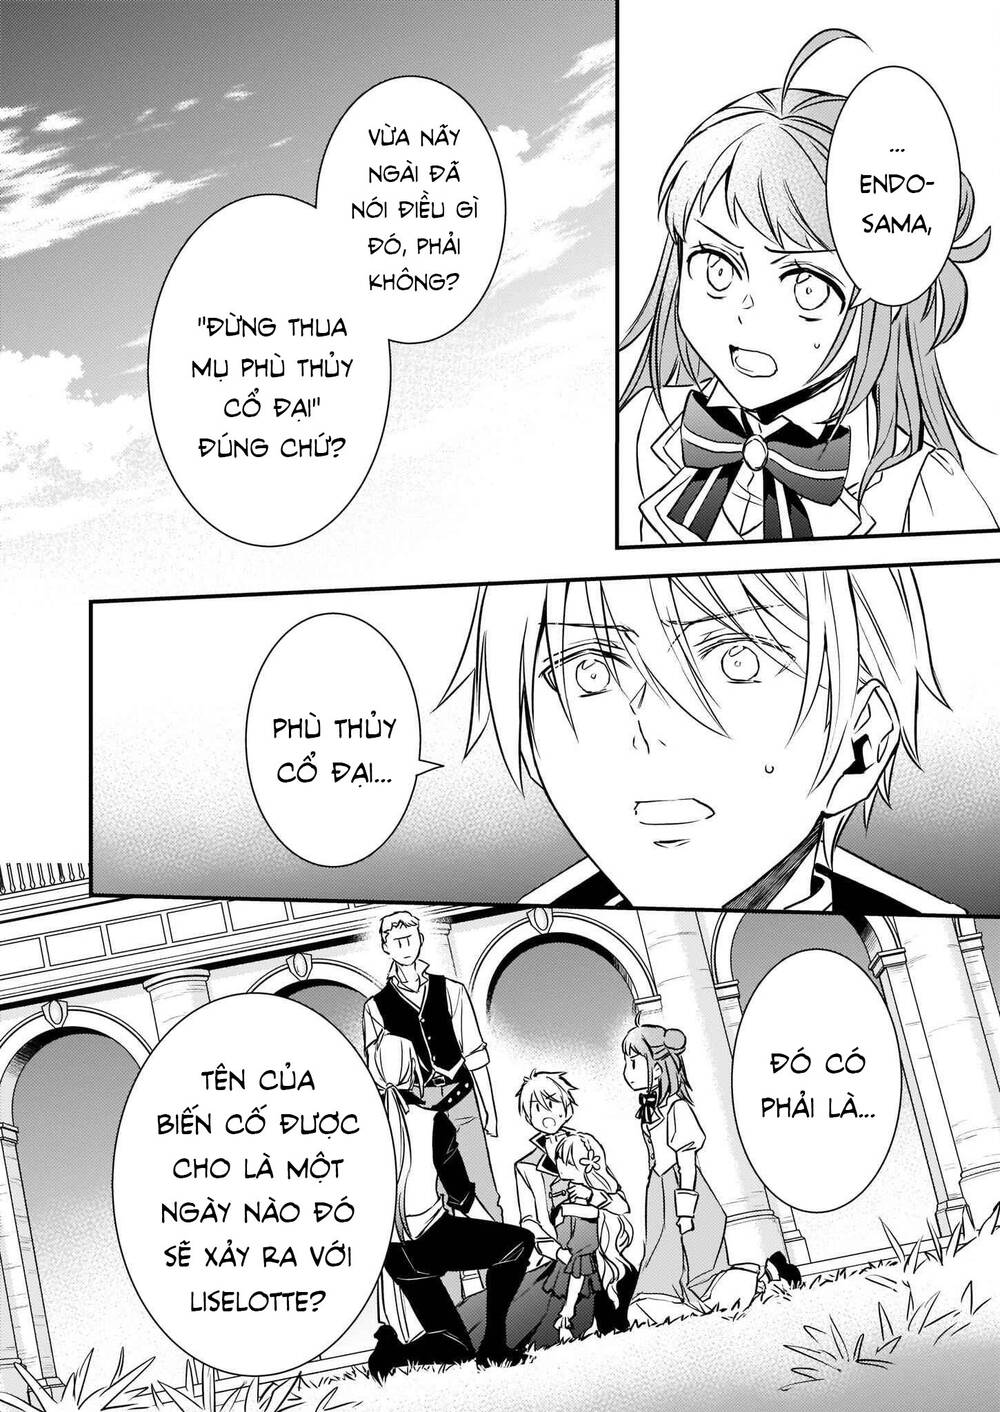 ...
ENDO-
SAMA,
VỪA NÃY
NGÀI ĐÃ
NÓI ĐIỀU GÌ
ĐÓ, PHẢI
KHÔNG?
"ĐỪNG THUA
MỤ PHÙ THỦY
CỔ ĐẠI"
ĐÚNG CHỨ?
PHÙ THỦY
CỔ ĐẠI...
ĐÓ CÓ
PHẢI LÀ...
TÊN CỦA
BIẾN CỐ ĐƯỢC
CHO LÀ MỘT
NGÀY NÀO ĐÓ
SẼ XẢY RA VỚI
LISELOTTE?